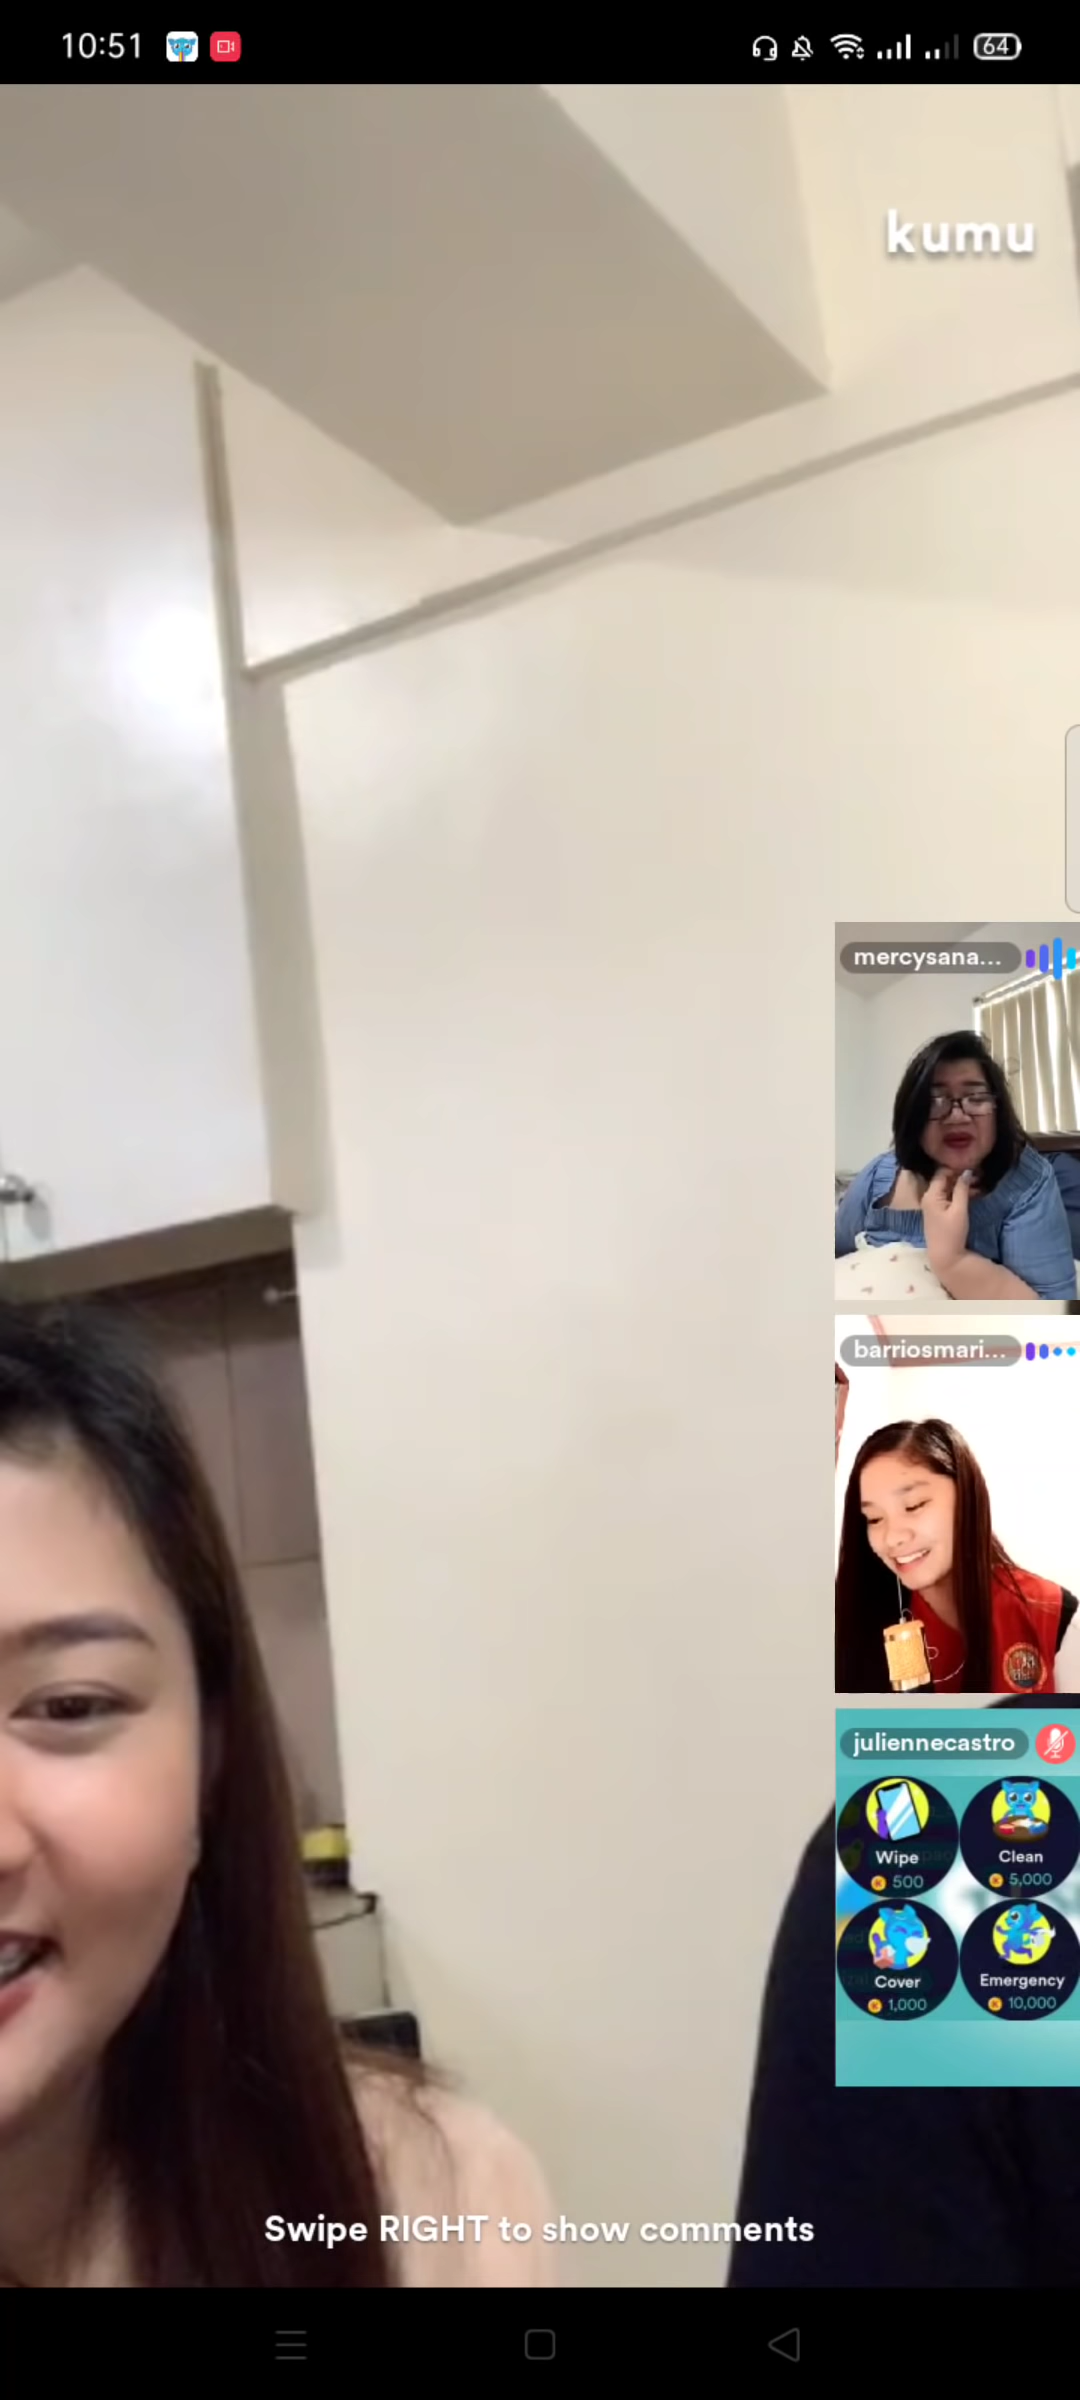 10:51
64
kumu
mercysana...
barriosmari...
juliennecastro
Wipe
500
Clean
5,000
Cover
1,000
Emergency
10,000
Swipe RIGHT to show comments